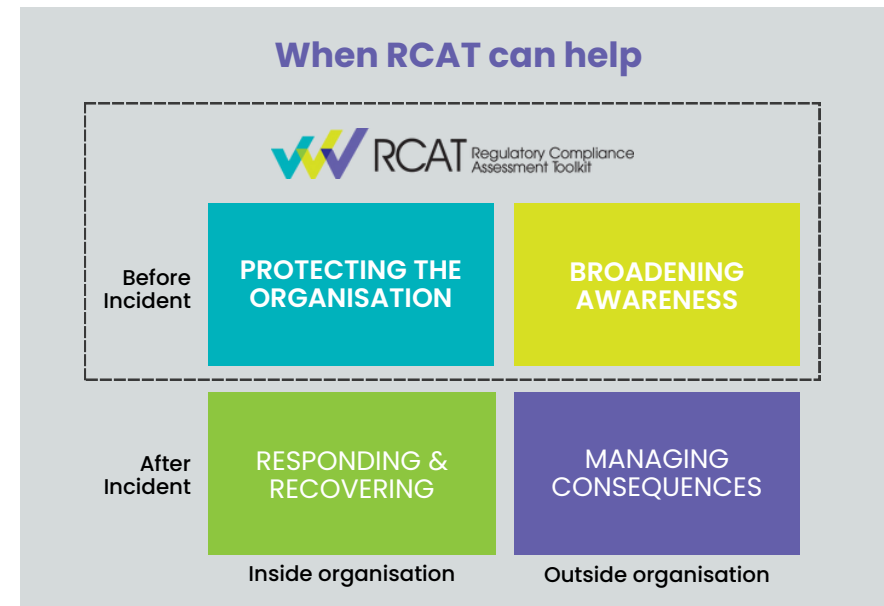 When RCAT can help
RCAT Regulatory Compliance
Assessment Toolkit
Before
Incident
PROTECTING THE
ORGANISATION
BROADENING
AWARENESS
After
Incident
RESPONDING &
RECOVERING
MANAGING
CONSEQUENCES
Inside organisation
Outside organisation